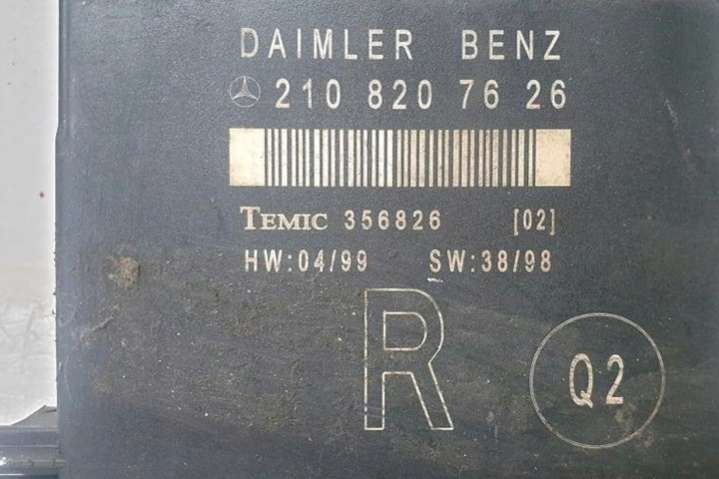 DAIMLER BENZ
210 820 76 26
TEMIC 356826 [02]
HW:04/99 SW:38/98
R
Q2